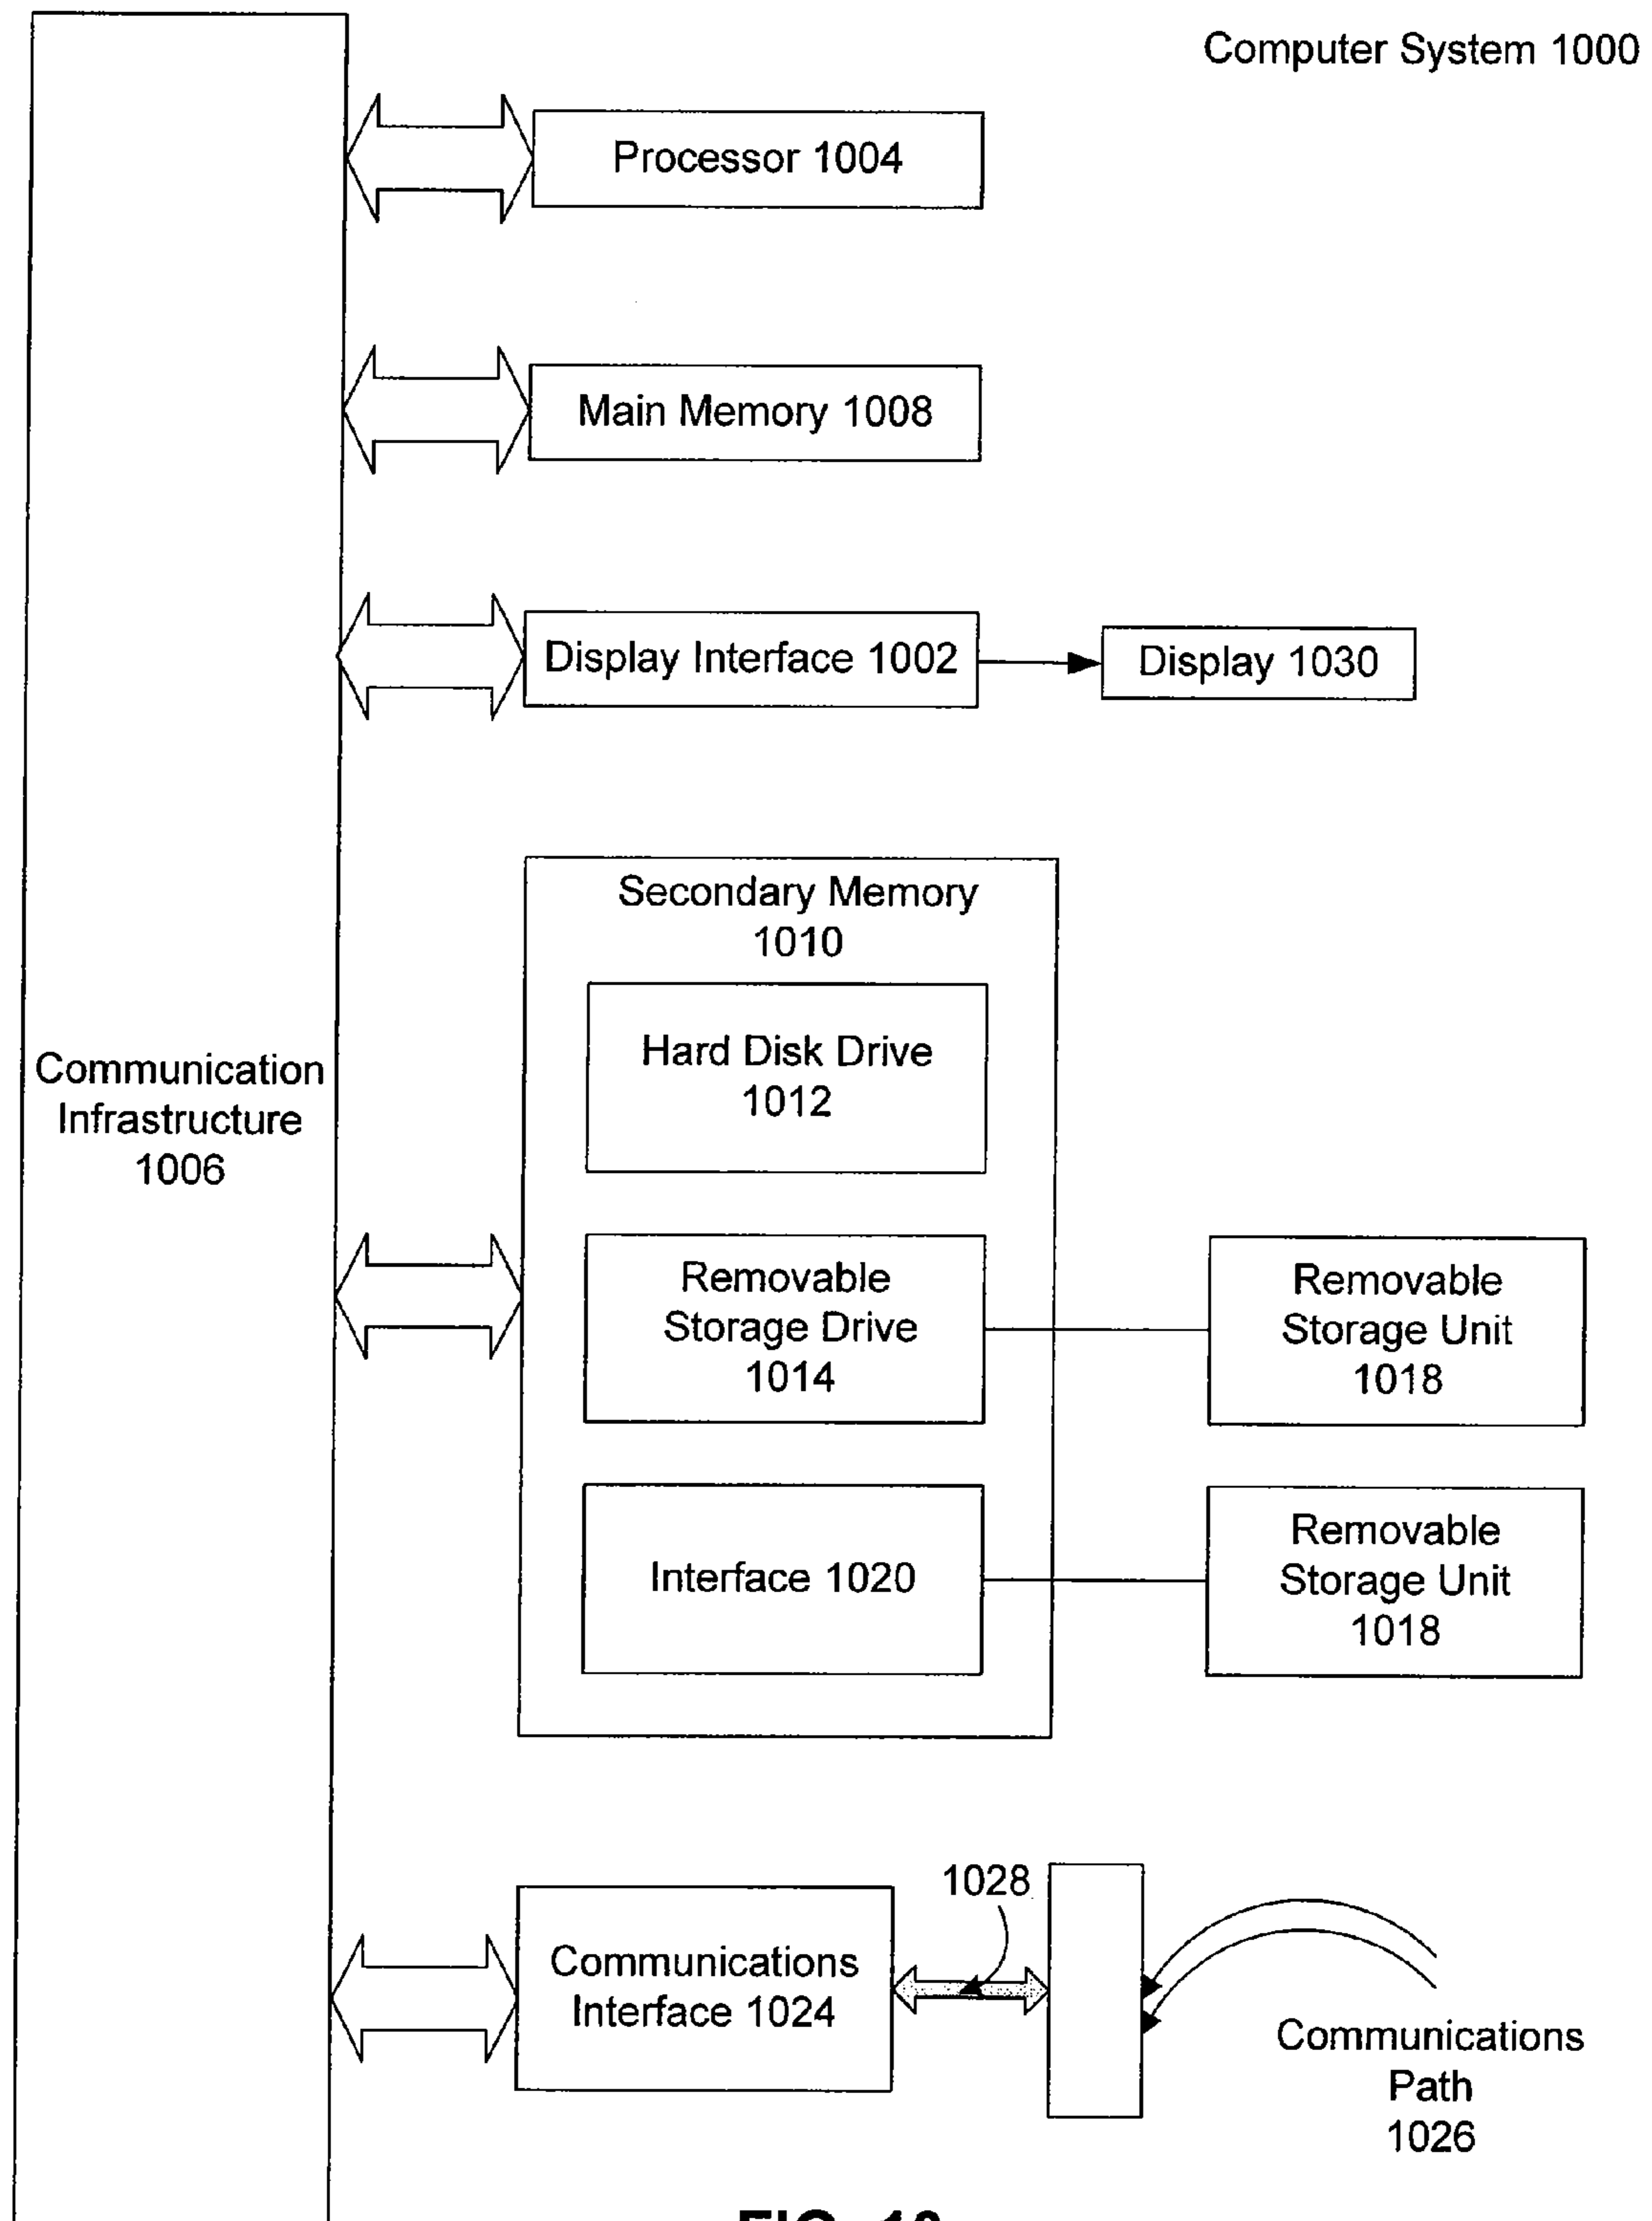 Computer System 1000
Processor 1004
Main Memory 1008
Display Interface 1002
Display 1030
Secondary Memory
1010
Hard Disk Drive
1012
Communication
Infrastructure
1006
Removable
Storage Drive
1014
Removable
Storage Unit
1018
Interface 1020
Removable
Storage Unit
1018
1028
Communications
Interface 1024
Communications
Path
1026